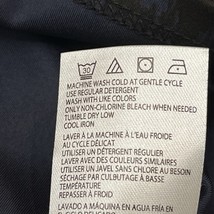 30
MACHINE WASH COLD AT GENTLE CYCLE
USE REGULAR DETERGENT
WASH WITH LIKE COLORS
ONLY NON-CHLORINE BLEACH WHEN NEEDED
TUMBLE DRY LOW
COOL IRON
LAVER À LA MACHINE À L'EAU FROIDE
AU CYCLE DÉLICAT
UTILISER UN DÉTERGENT RÉGULIER
LAVER AVEC DES COULEURS SIMILAIRES
UTILISER UN JAVEL SANS CHLORE AU BESOIN
SÉCHAGE PAR CULBUTAGE À BASSE
TEMPÉRATURE
REPASSER À FROID
LAVADO A MÁQUINA EN AGUA FRÍA